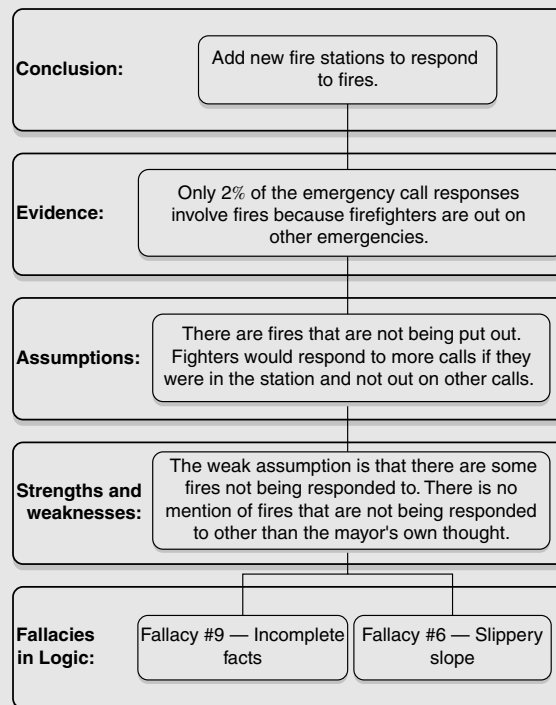 Conclusion:
Add new fire stations to respond
to fires.
Evidence:
Only 2% of the emergency call responses
involve fires because firefighters are out on
other emergencies.
Assumptions:
There are fires that are not being put out.
Fighters would respond to more calls if they
were in the station and not out on other calls.
Strengths and
weaknesses:
The weak assumption is that there are some
fires not being responded to. There is no
mention of fires that are not being responded
to other than the mayor's own thought.
Fallacies
in Logic:
Fallacy #9 — Incomplete
facts
Fallacy #6 — Slippery
slope